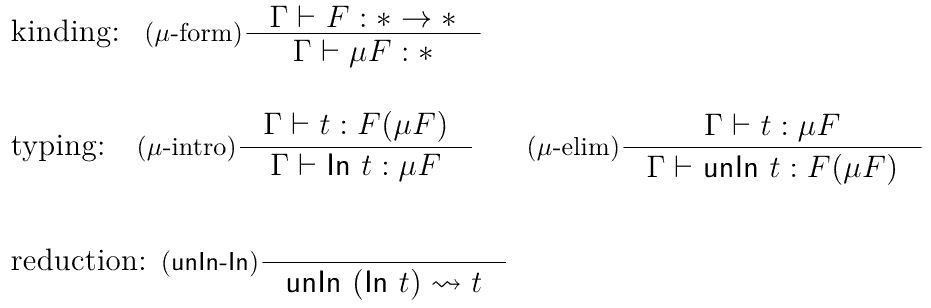 kinding: (μ-form) Γ ⊢ F : ∗ → ∗
Γ ⊢ μF : ∗
typing: (μ-intro) Γ ⊢ t : F(μF)
Γ ⊢ In t : μF
(μ-elim) Γ ⊢ t : μF
Γ ⊢ unIn t : F(μF)
reduction: (unIn-In)
unIn (In t) ⇝ t